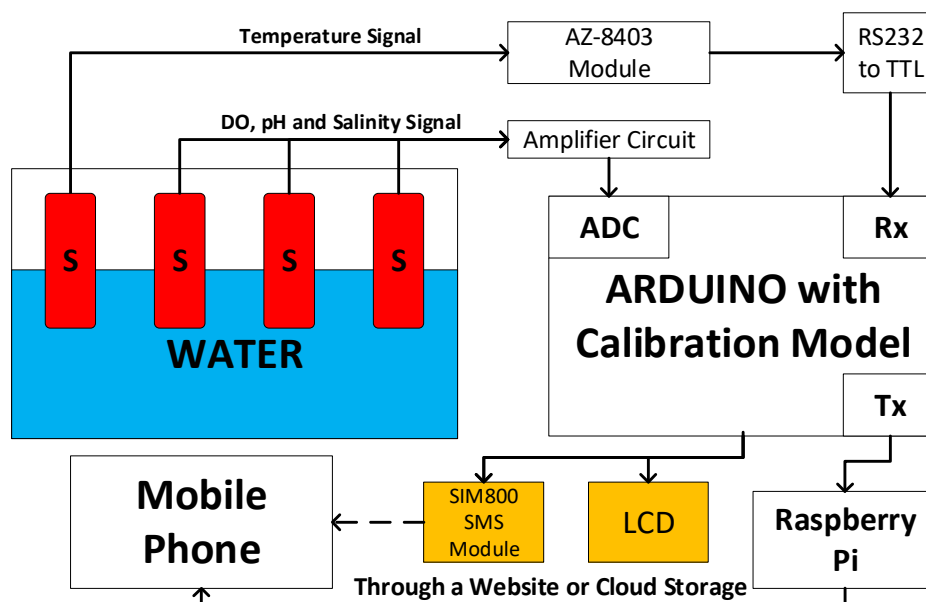 Temperature Signal
AZ-8403
Module
RS232
to TTL
DO, pH and Salinity Signal
Amplifier Circuit
S
S
S
S
WATER
ADC
Rx
ARDUINO with
Calibration Model
Tx
Mobile
Phone
SIM800
SMS
Module
LCD
Raspberry
Pi
Through a Website or Cloud Storage